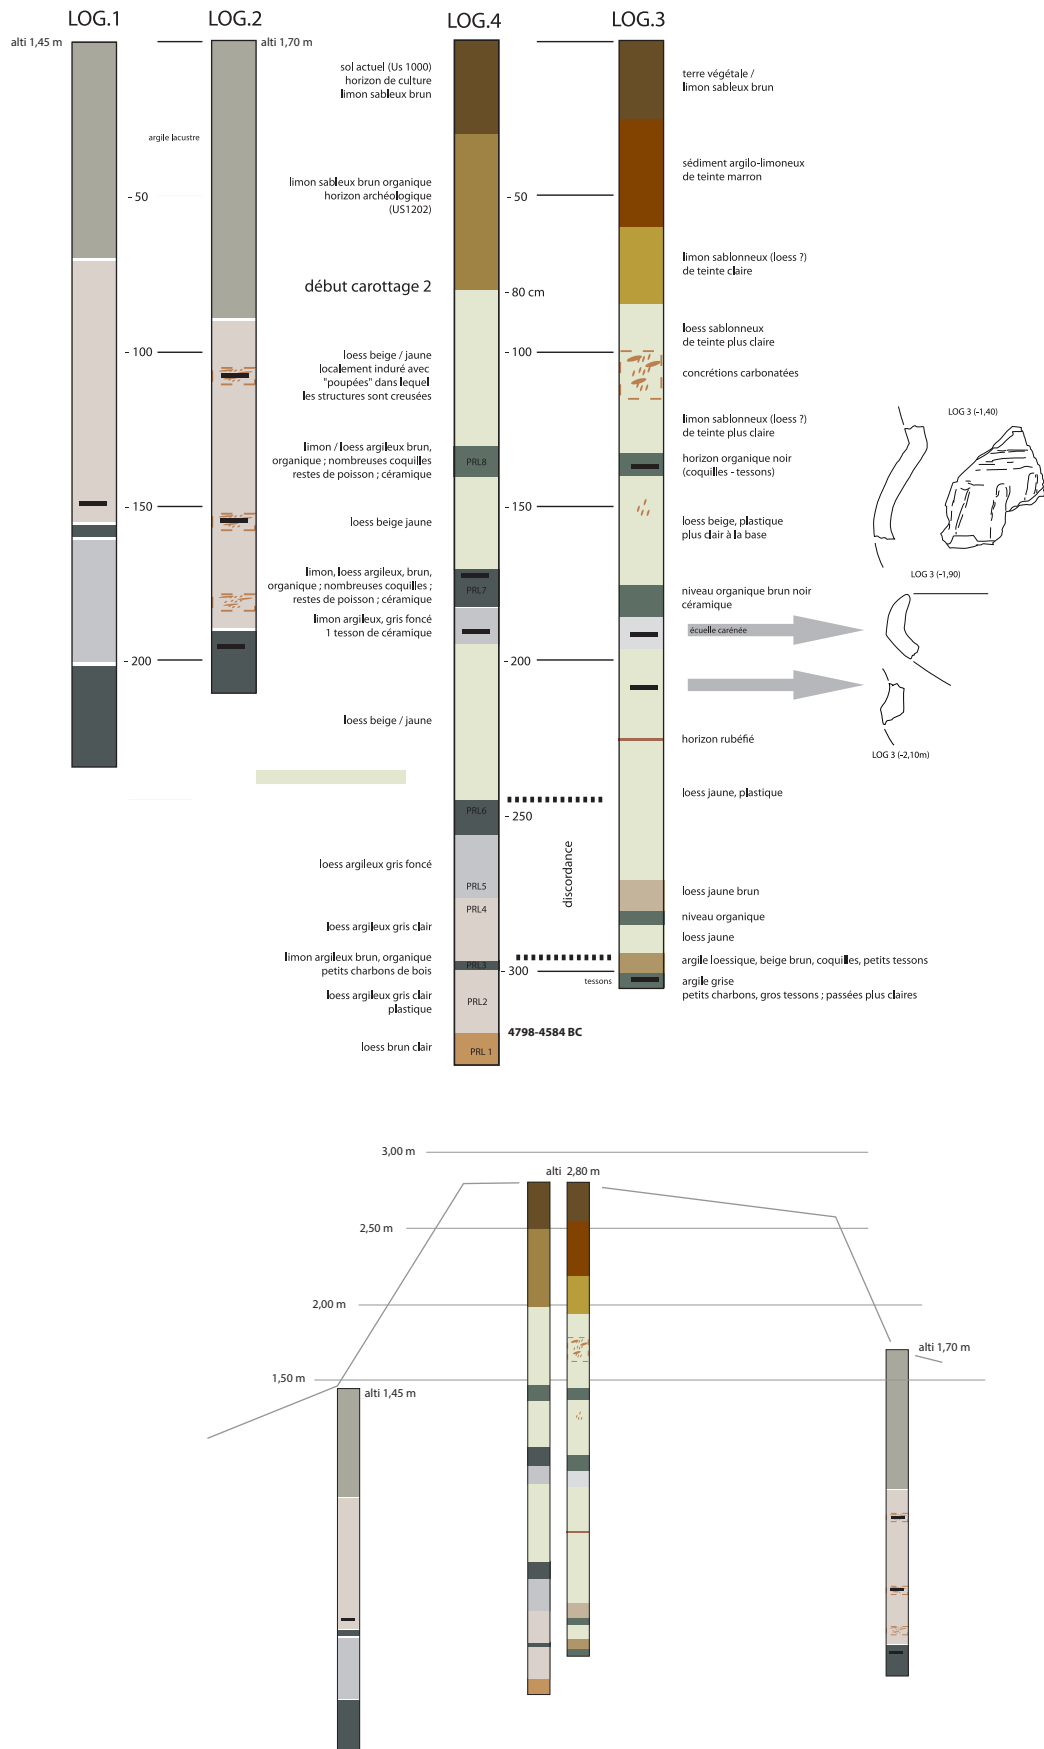 LOG.1
LOG.2
LOG.4
LOG.3
alti 1,45 m
alti 1,70 m
argile lacustre
- 50
- 100
- 150
- 200
sol actuel (Us 1000)
horizon de culture
limon sableux brun
limon sableux brun organique
horizon archéologique
(US1202)
début carottage 2
loess beige / jaune
localement induré avec
"poupées" dans lequel
les structures sont creusées
limon / loess argileux brun,
organique ; nombreuses coquilles
restes de poisson ; céramique
loess beige jaune
limon, loess argileux, brun,
organique ; nombreuses coquilles ;
restes de poisson ; céramique
limon argileux, gris foncé
1 tesson de céramique
loess beige / jaune
loess argileux gris foncé
loess argileux gris clair
limon argileux brun, organique
petits charbons de bois
loess argileux gris clair
plastique
loess brun clair
PRL8
PRL7
PRL6
PRL5
PRL4
PRL3
PRL2
PRL 1
- 50
- 80 cm
- 100
- 150
- 200
- 250
- 300
discordance
tessons
4798-4584 BC
terre végétale /
limon sableux brun
sédiment argilo-limoneux
de teinte marron
limon sablonneux (loess ?)
de teinte claire
loess sablonneux
de teinte plus claire
concrétions carbonatées
limon sablonneux (loess ?)
de teinte plus claire
horizon organique noir
(coquilles - tessons)
loess beige, plastique
plus clair à la base
niveau organique brun noir
céramique
écuelle carénée
horizon rubéfié
loess jaune, plastique
loess jaune brun
niveau organique
loess jaune
argile loessique, beige brun, coquilles, petits tessons
argile grise
petits charbons, gros tessons ; passées plus claires
LOG 3 (-1,40)
LOG 3 (-1,90)
LOG 3 (-2,10m)
3,00 m
alti 2,80 m
2,50 m
2,00 m
1,50 m
alti 1,45 m
alti 1,70 m